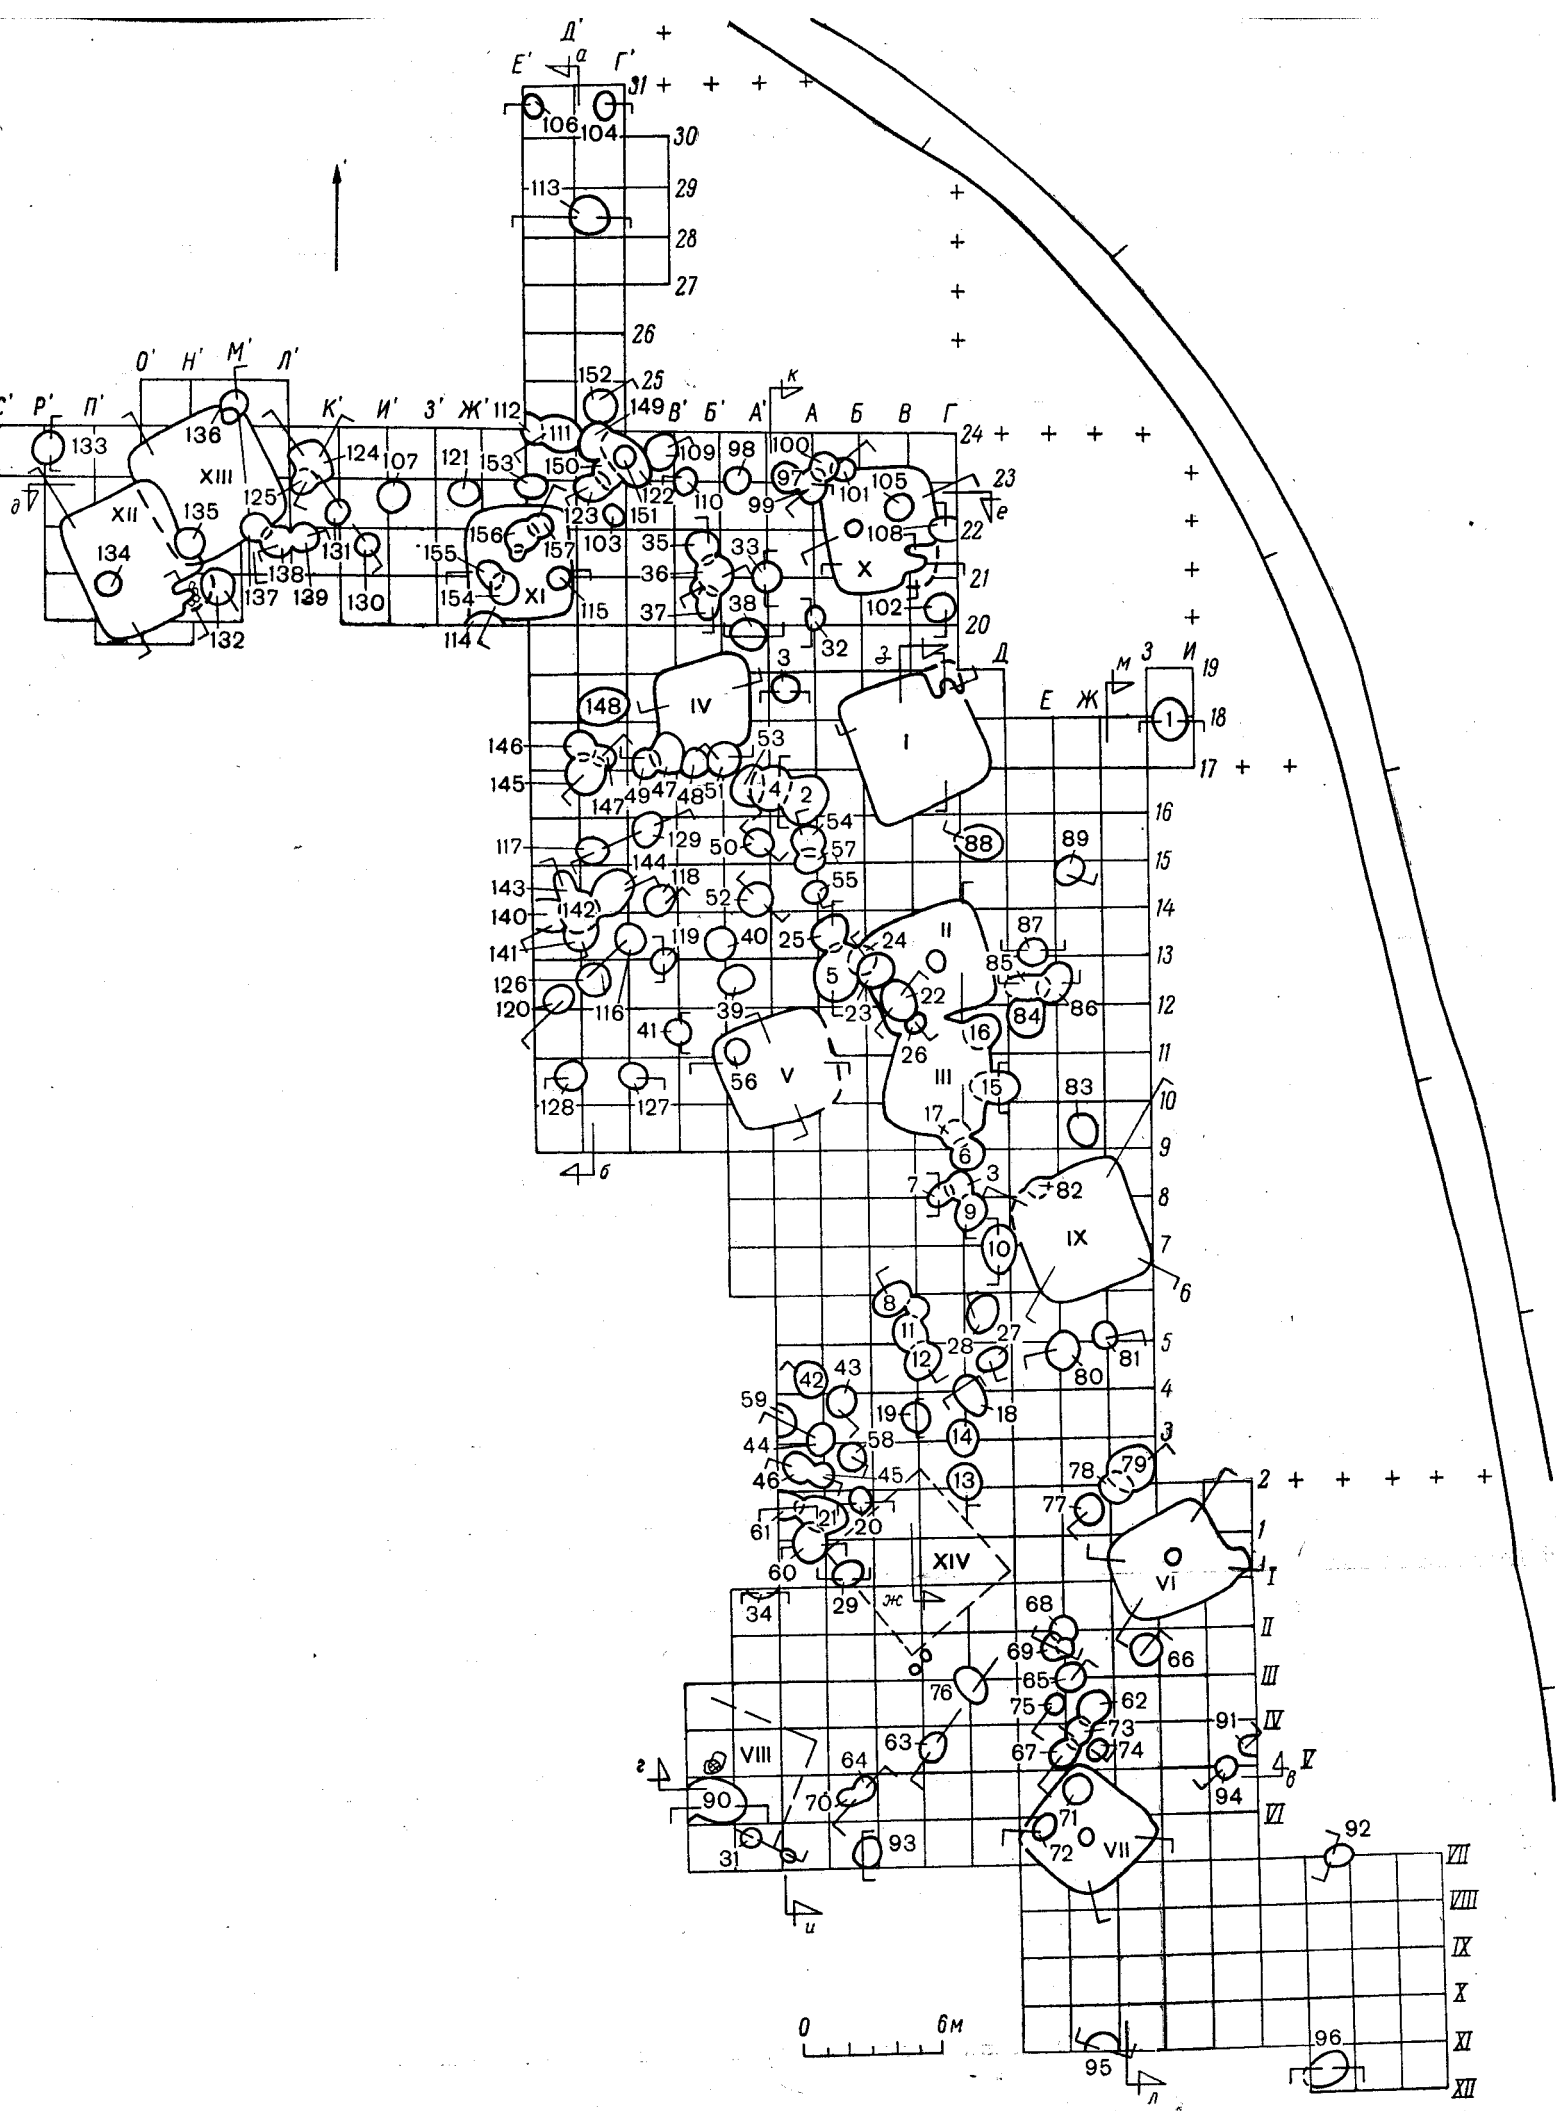 Д'
Е' а Г'
31
106 104
30
113 29
28
27
26
О' Н' М' Л'
152 25
к
С' Р' П' К' И' З' Ж' 112 149 В' Б' А' А Б В Г
133 136 124 111 109 98 100 24
XIII 107 121 153 150 97 101 105 23
д 125 110 99
XII 123 122 151 е
135 156 103 108 22
131 155 157 35 33
134 138 154 XI 36 X 21
137 139 130 115 37 38 102
132 114 32 20
з Д м З И 19
3
148 IV Е Ж
I 1 18
146 53
145 17
147 49 47 48 51 4 2
54 16
117 129 50 57 88 89
144 15
143 118 52 55
140 142 14
141 119 40 25 24 II 87
13
126 5 85
120 116 39 23 22 84 86 12
41 26 16
56 V III 11
15
128 127 83
17 10
б 6 9
7 3 82 8
9
10 IX 7
8 б
11 27
12 28 5
42 43 80 81
59 4
19 18
44 58 14 3
46 45 13 78 79
2
61 21 20 77
1
60 XIV
VI I
34 29 ж
68 II
69 66
76 65 III
75 62
91 IV
VIII 63 73
г 67 74
64 V
в
90 70 94
71 VI
31 93 72 VII 92
VII
и VIII
IX
X
0 6м
96 XI
95
л XII